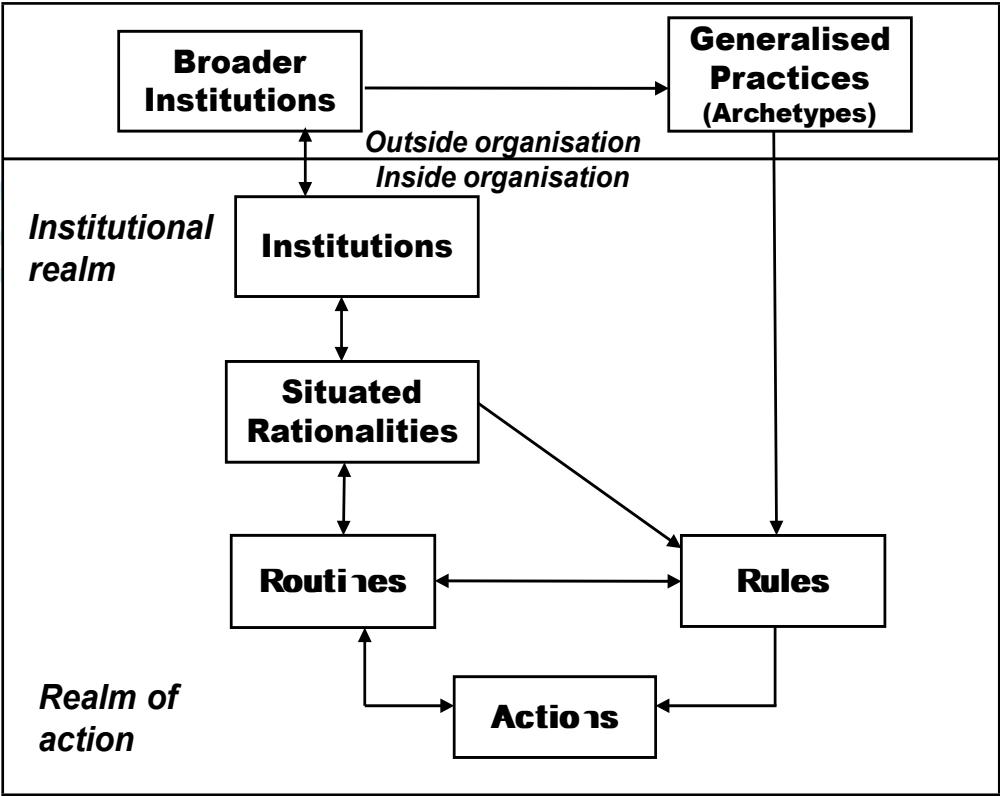 Broader
Institutions
Generalised
Practices
(Archetypes)
Outside organisation
Inside organisation
Institutional
realm
Institutions
Situated
Rationalities
Routines
Rules
Realm of
action
Actions